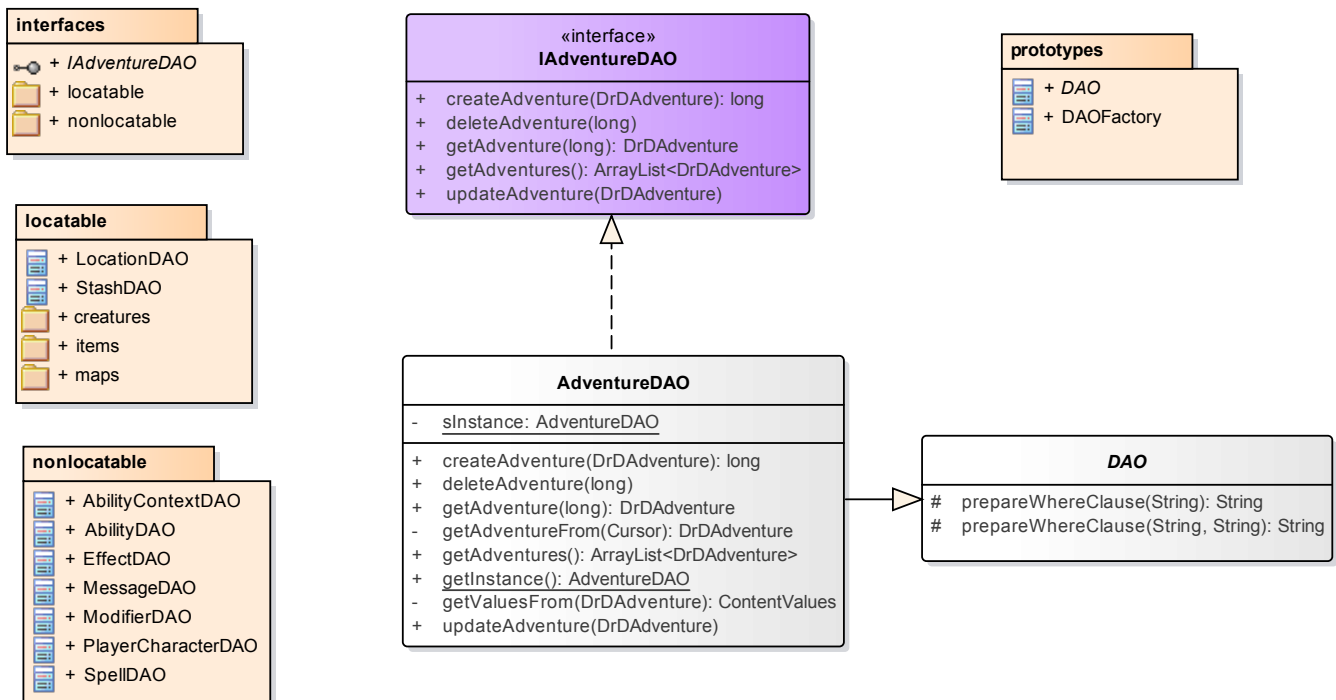 interfaces
+ IAdventureDAO
+ locatable
+ nonlocatable
locatable
+ LocationDAO
+ StashDAO
+ creatures
+ items
+ maps
nonlocatable
+ AbilityContextDAO
+ AbilityDAO
+ EffectDAO
+ MessageDAO
+ ModifierDAO
+ PlayerCharacterDAO
+ SpellDAO
«interface»
IAdventureDAO
+ createAdventure(DrDAdventure): long
+ deleteAdventure(long)
+ getAdventure(long): DrDAdventure
+ getAdventures(): ArrayList<DrDAdventure>
+ updateAdventure(DrDAdventure)
AdventureDAO
- sInstance: AdventureDAO
+ createAdventure(DrDAdventure): long
+ deleteAdventure(long)
+ getAdventure(long): DrDAdventure
- getAdventureFrom(Cursor): DrDAdventure
+ getAdventures(): ArrayList<DrDAdventure>
+ getInstance(): AdventureDAO
- getValuesFrom(DrDAdventure): ContentValues
+ updateAdventure(DrDAdventure)
prototypes
+ DAO
+ DAOFactory
DAO
# prepareWhereClause(String): String
# prepareWhereClause(String, String): String